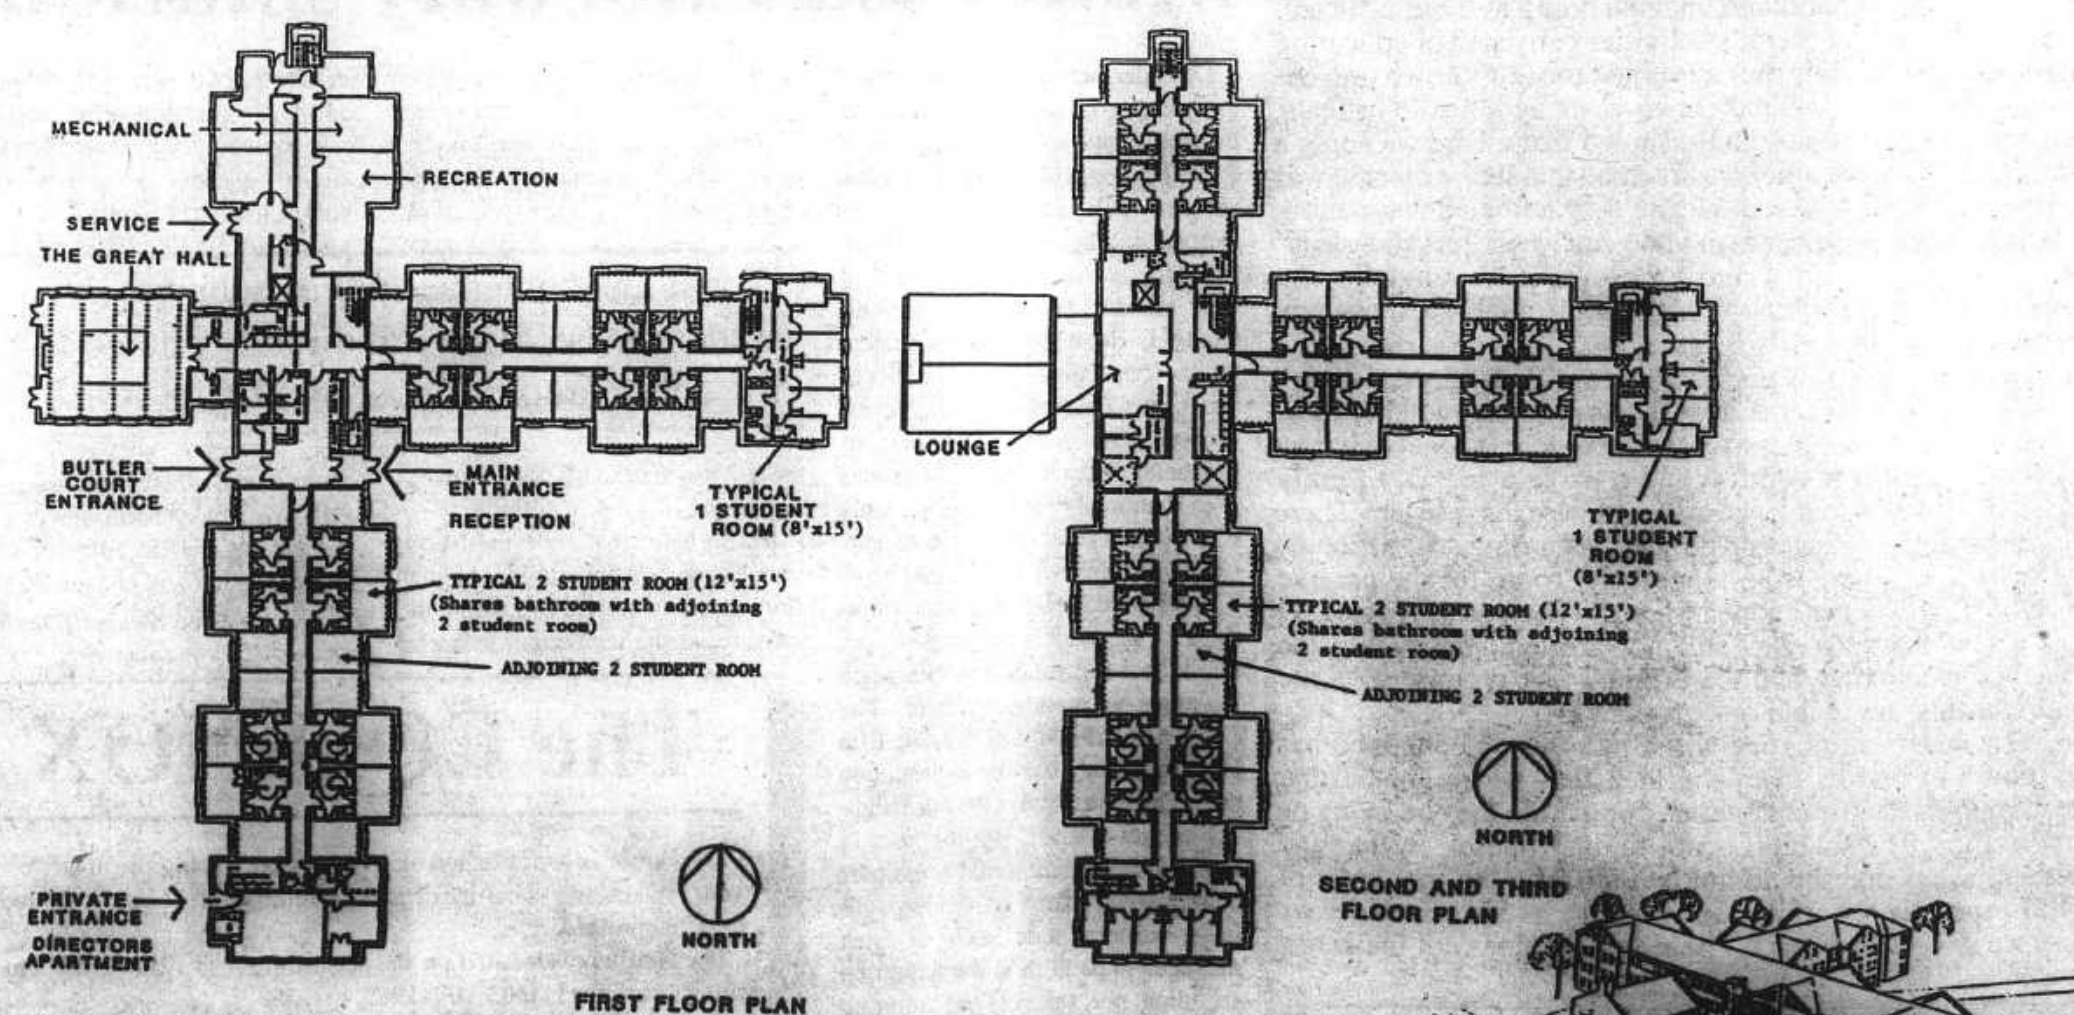 MECHANICAL
RECREATION
SERVICE
THE GREAT HALL
BUTLER
COURT
ENTRANCE
MAIN
ENTRANCE
RECEPTION
TYPICAL
1 STUDENT
ROOM (8'x15')
TYPICAL 2 STUDENT ROOM (12'x15')
(Shares bathroom with adjoining
2 student room)
ADJOINING 2 STUDENT ROOM
PRIVATE
ENTRANCE
DIRECTORS
APARTMENT
NORTH
FIRST FLOOR PLAN
LOUNGE
TYPICAL
1 STUDENT
ROOM
(8'x15')
TYPICAL 2 STUDENT ROOM (12'x15')
(Shares bathroom with adjoining
2 student room)
ADJOINING 2 STUDENT ROOM
NORTH
SECOND AND THIRD
FLOOR PLAN